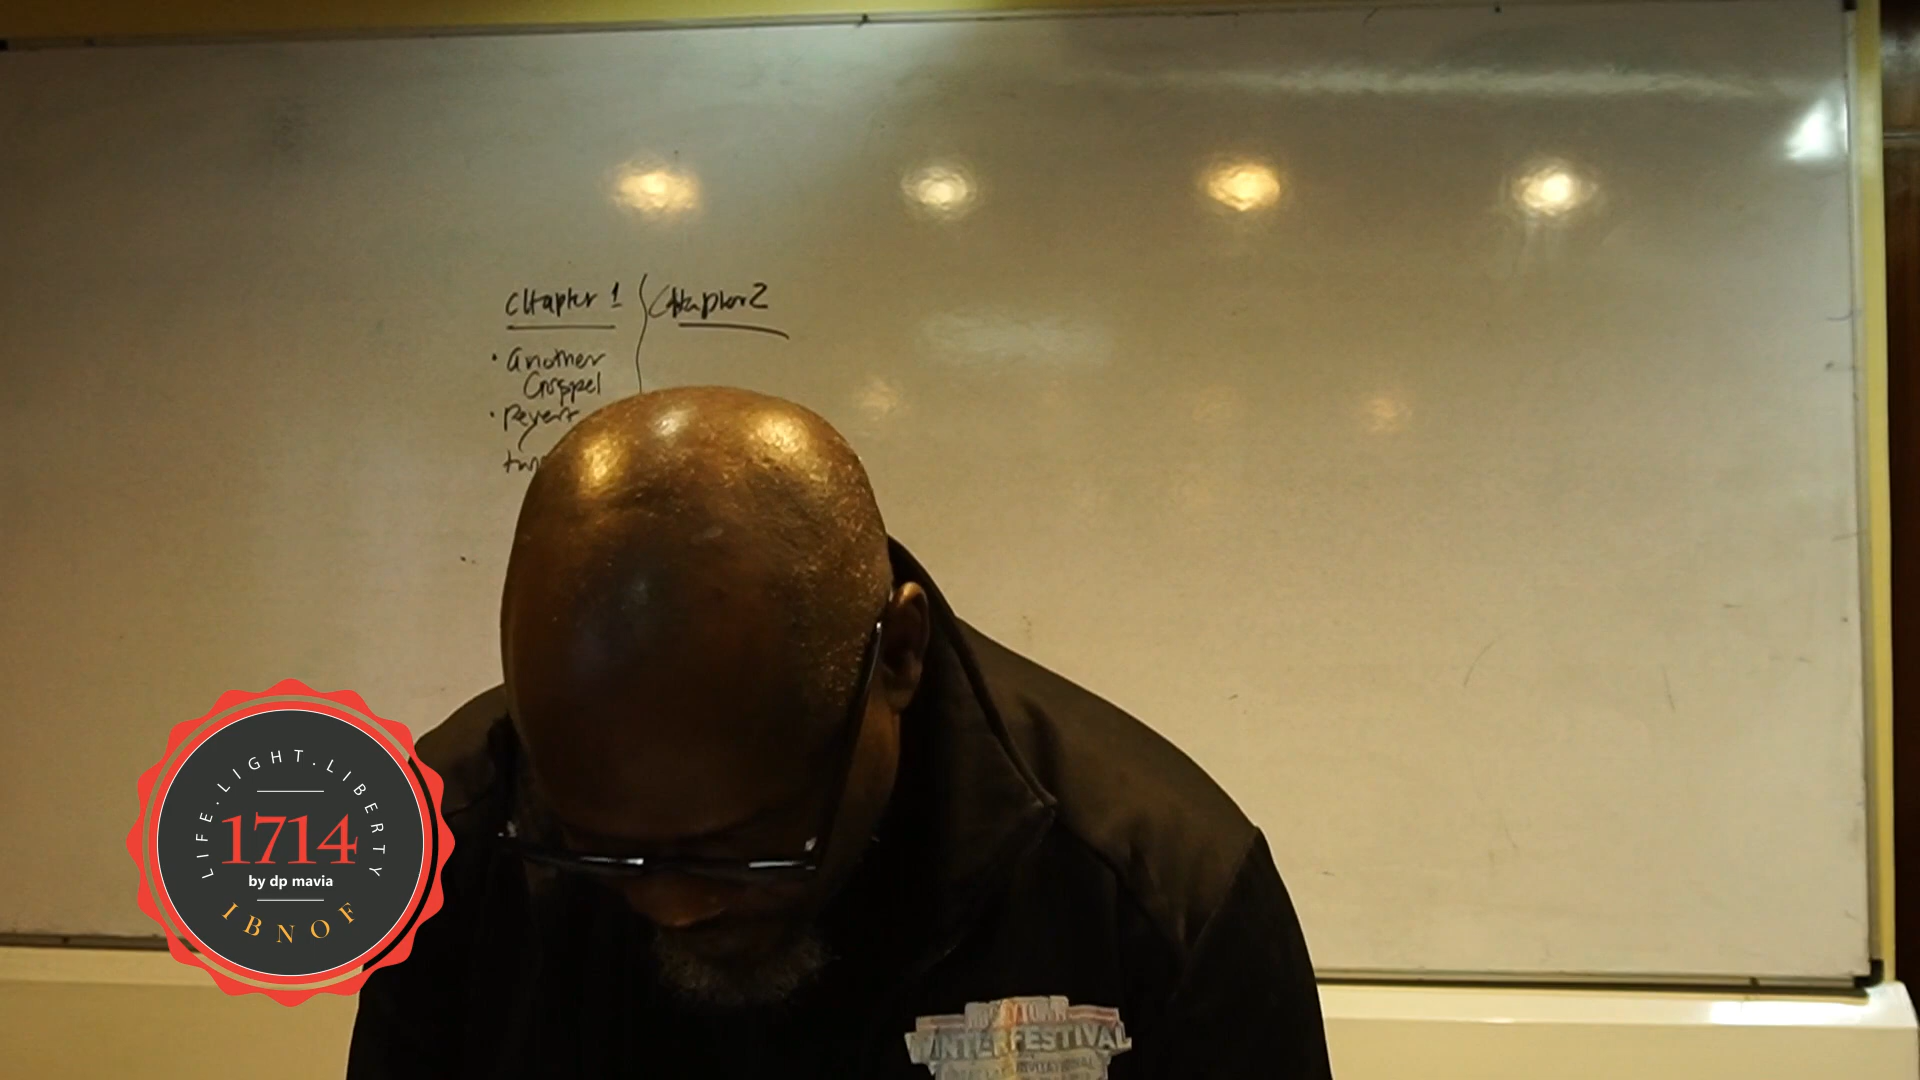 Chapter 1
Chapter 2
• Another
Gospel
LIFE.LIGHT.LIBERTY
1714
by dp mavia
IBNOF
WINTERFESTIVAL